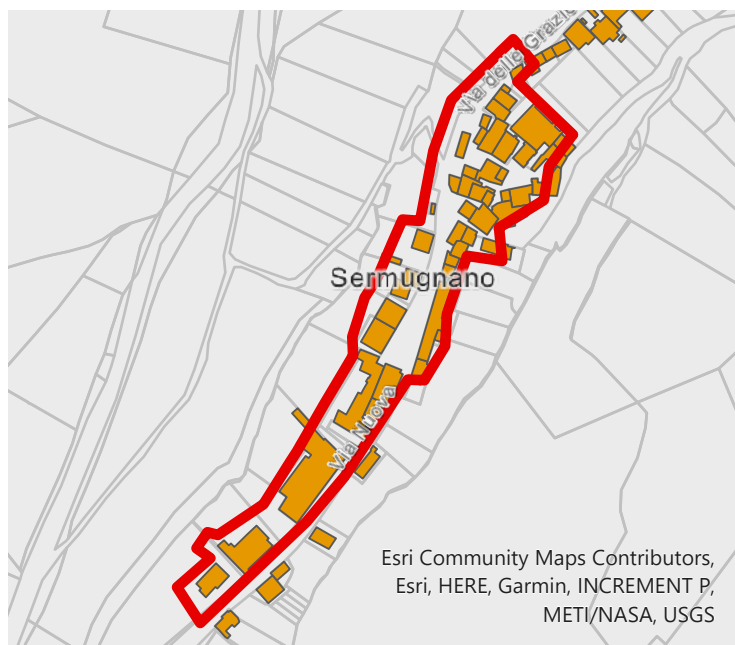 Via delle Grazie
Sermugnano
Via Nuova
Esri Community Maps Contributors,
Esri, HERE, Garmin, INCREMENT P,
METI/NASA, USGS